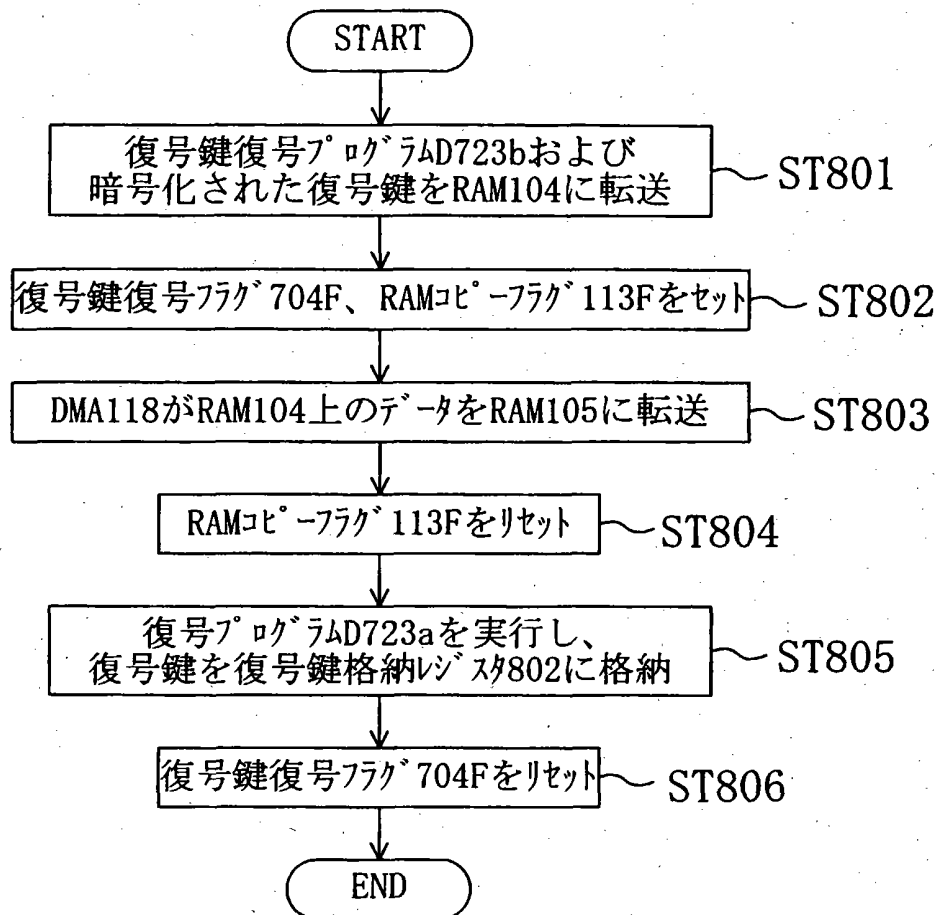 START
復号鍵復号プログラムD723bおよび
暗号化された復号鍵をRAM104に転送
ST801
復号鍵復号フラグ704F、RAMコピーフラグ113Fをセット
ST802
DMA118がRAM104上のデータをRAM105に転送
ST803
RAMコピーフラグ113Fをリセット
ST804
復号プログラムD723aを実行し、
復号鍵を復号鍵格納レジスタ802に格納
ST805
復号鍵復号フラグ704Fをリセット
ST806
END